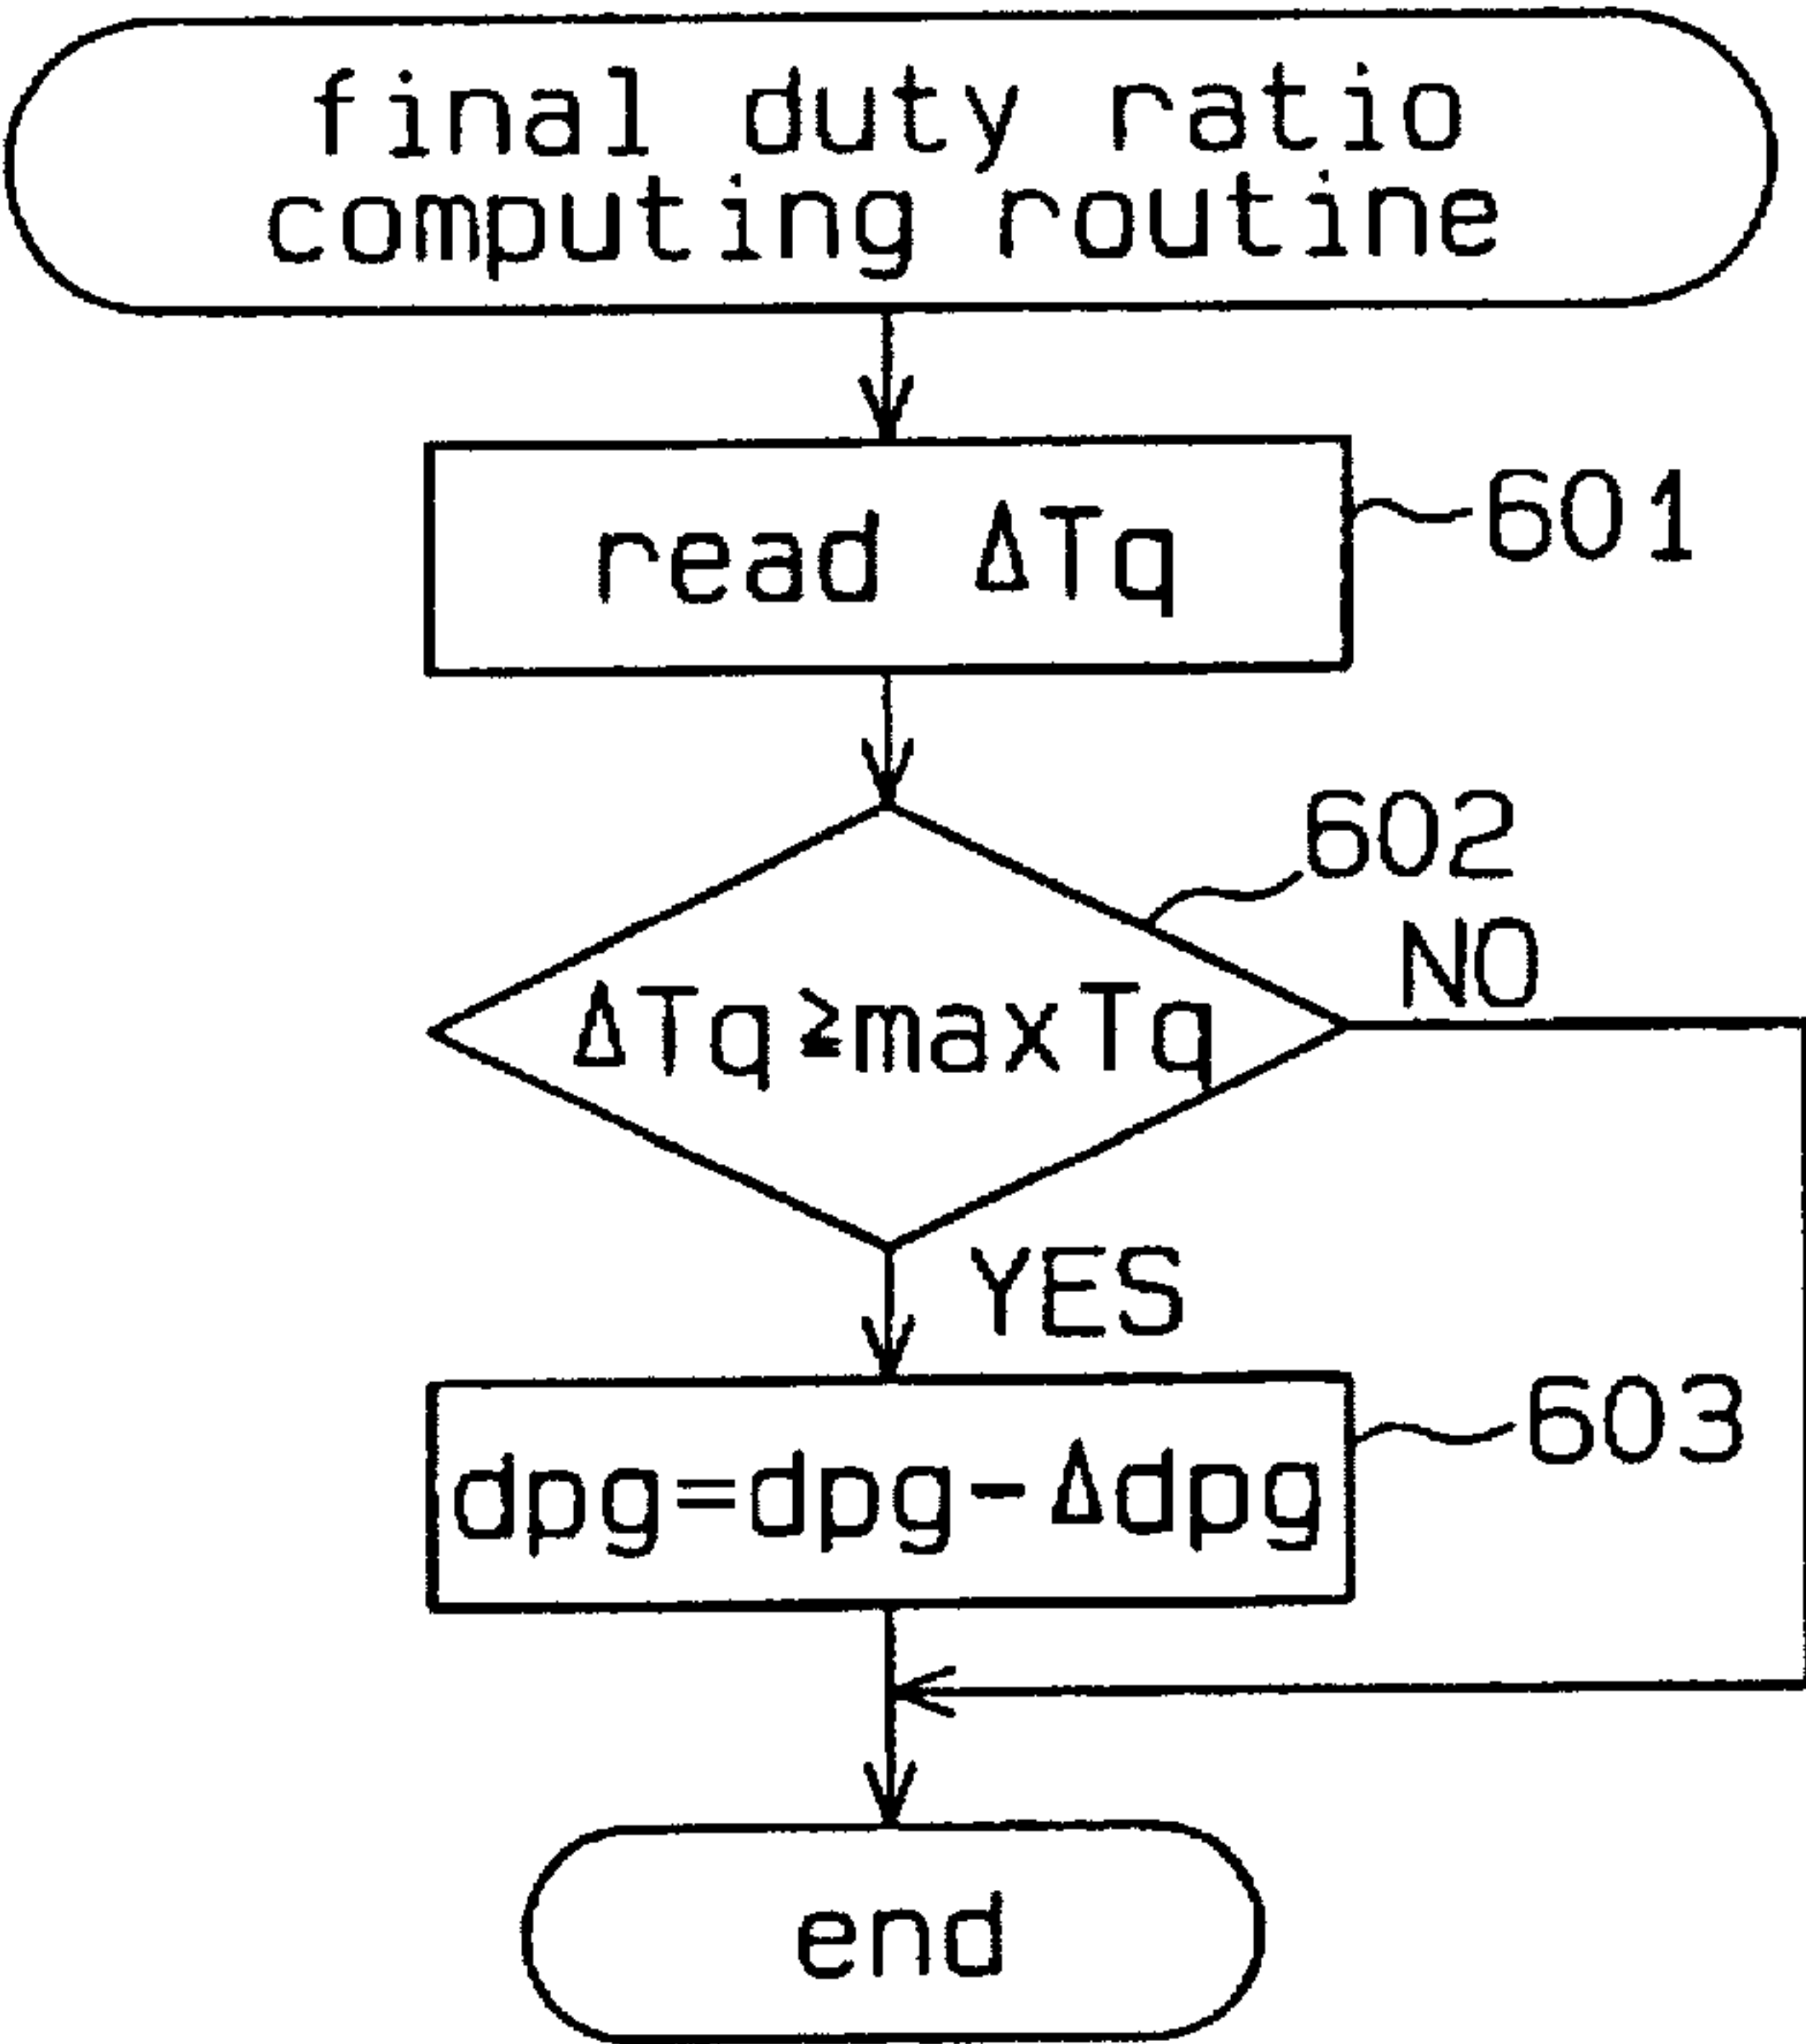 final duty ratio
computing routine
read ΔTq
601
602
NO
ΔTq≧maxTq
YES
dpg=dpg-Δdpg
603
end